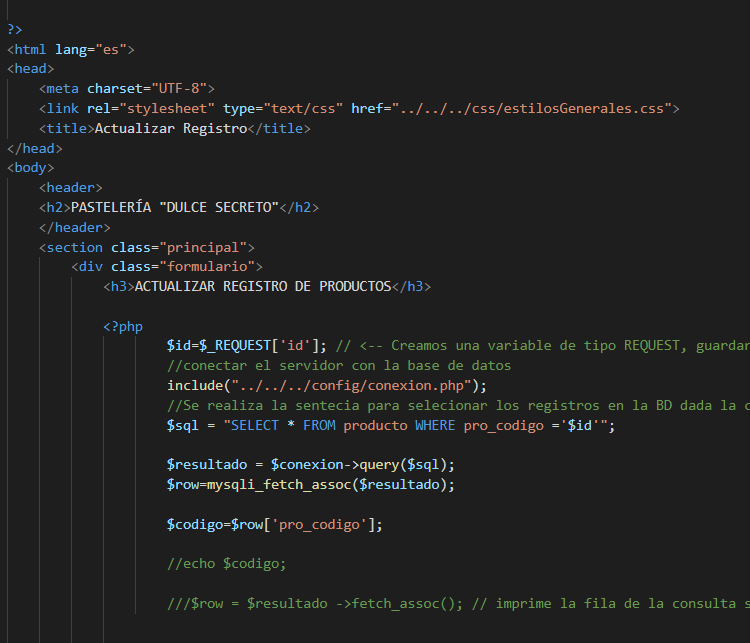 ?>
<html lang="es">
<head>
<meta charset="UTF-8">
<link rel="stylesheet" type="text/css" href="../../../css/estilosGenerales.css">
<title>Actualizar Registro</title>
</head>
<body>
<header>
<h2>PASTELERÍA "DULCE SECRETO"</h2>
</header>
<section class="principal">
<div class="formulario">
<h3>ACTUALIZAR REGISTRO DE PRODUCTOS</h3>
<?php
$id=$_REQUEST['id']; // <-- Creamos una variable de tipo REQUEST, guardar
//conectar el servidor con la base de datos
include("../../../config/conexion.php");
//Se realiza la sentecia para selecionar los registros en la BD dada la
$sql = "SELECT * FROM producto WHERE pro_codigo ='$id'";
$resultado = $conexion->query($sql);
$row=mysqli_fetch_assoc($resultado);
$codigo=$row['pro_codigo'];
//echo $codigo;
///$row = $resultado ->fetch_assoc(); // imprime la fila de la consulta